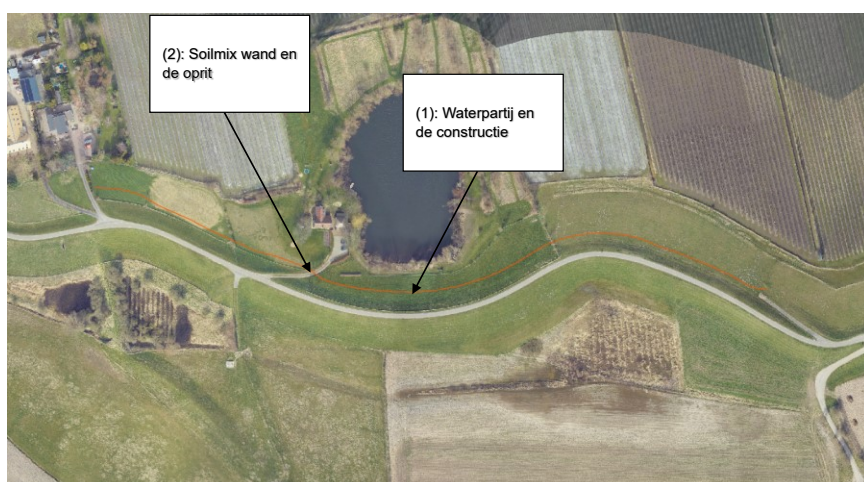 (2): Soilmix wand en
de oprit
(1): Waterpartij en
de constructie